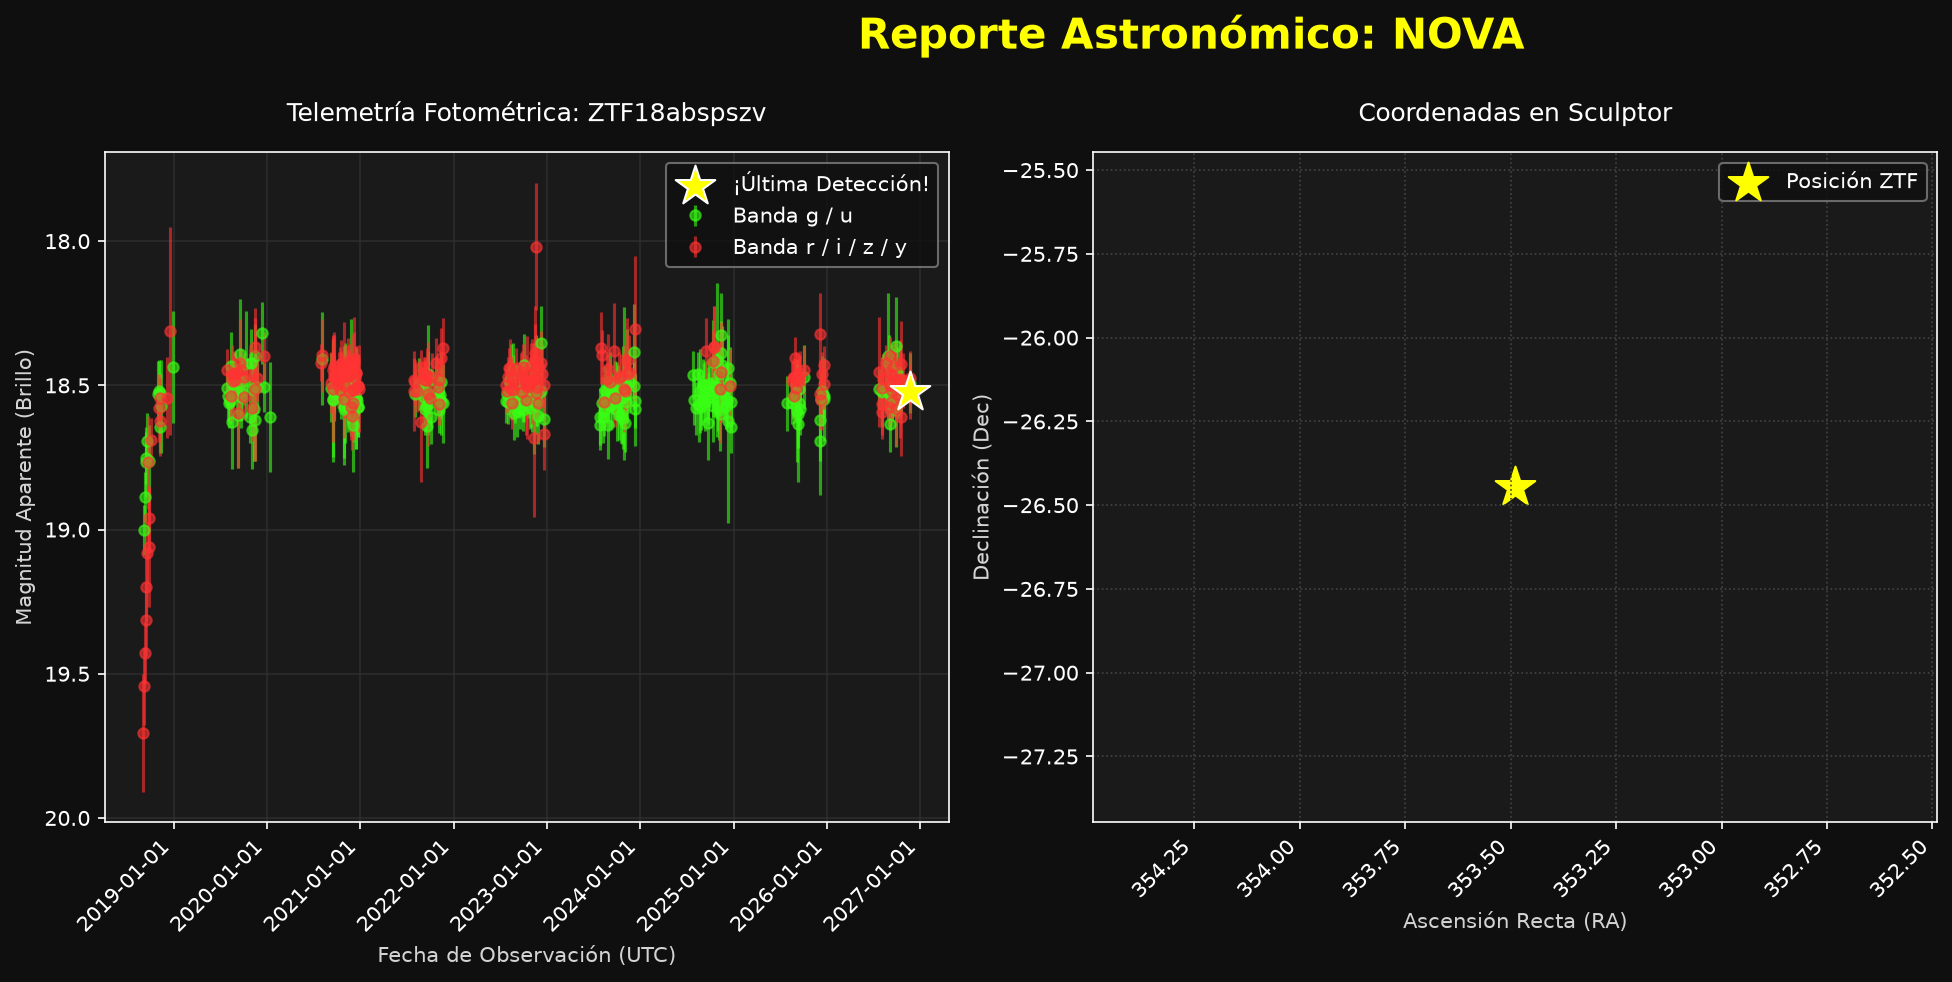 Reporte Astronómico: NOVA
Telemetría Fotométrica: ZTF18abspszv
Magnitud Aparente (Brillo)
18.0
18.5
19.0
19.5
20.0
¡Última Detección!
Banda g / u
Banda r / i / z / y
2019-01-01
2020-01-01
2021-01-01
2022-01-01
2023-01-01
2024-01-01
2025-01-01
2026-01-01
2027-01-01
Fecha de Observación (UTC)
Coordenadas en Sculptor
Declinación (Dec)
−25.50
−25.75
−26.00
−26.25
−26.50
−26.75
−27.00
−27.25
Posición ZTF
354.25
354.00
353.75
353.50
353.25
353.00
352.75
352.50
Ascensión Recta (RA)